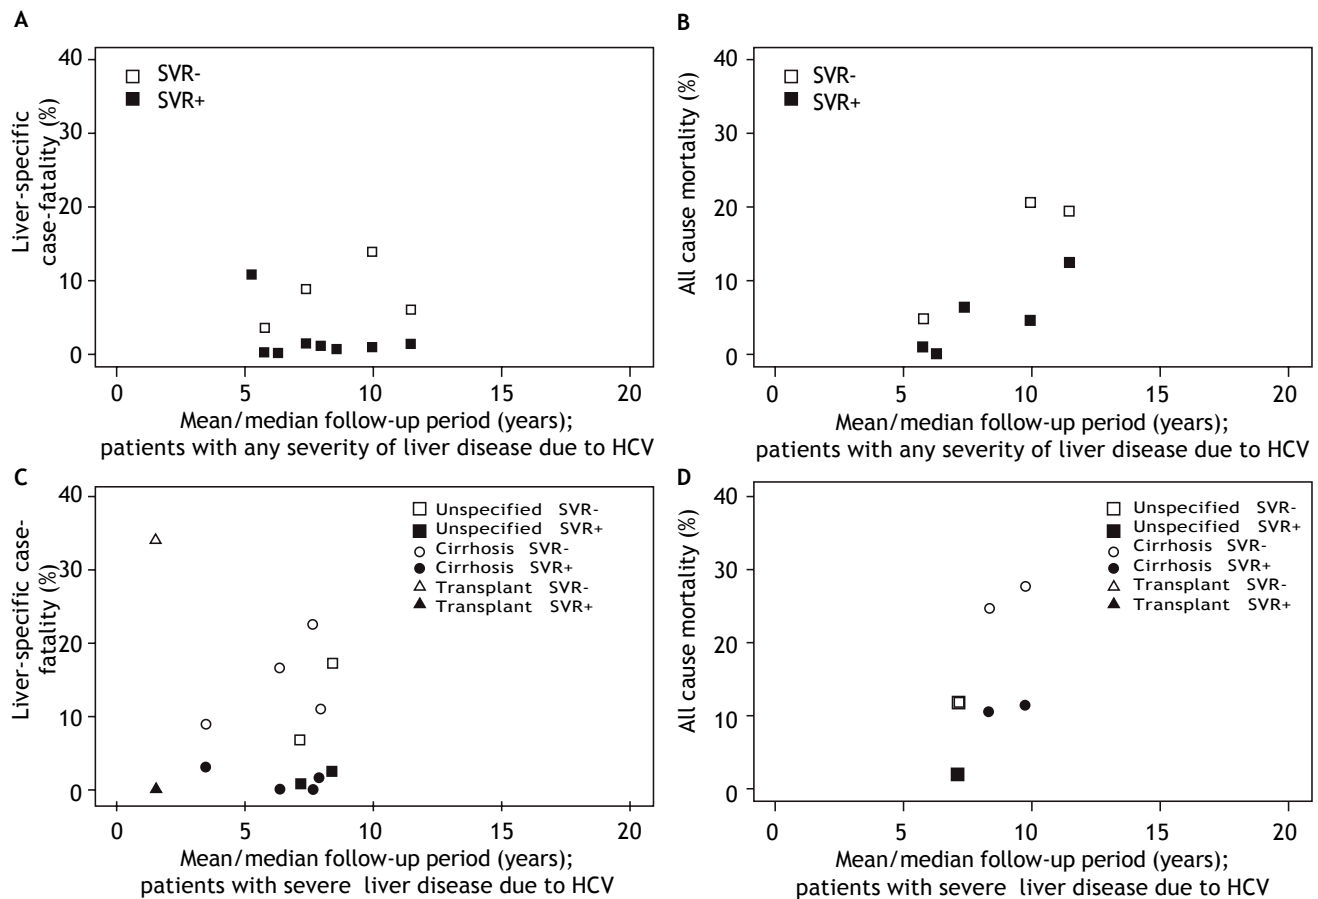 A
Liver-specific
case-fatality (%)
40
30
20
10
0
SVR-
SVR+
0 5 10 15 20
Mean/median follow-up period (years);
patients with any severity of liver disease due to HCV
B
All cause mortality (%)
40
30
20
10
0
SVR-
SVR+
0 5 10 15 20
Mean/median follow-up period (years);
patients with any severity of liver disease due to HCV
C
Liver-specific case-
fatality (%)
40
30
20
10
0
Unspecified SVR-
Unspecified SVR+
Cirrhosis SVR-
Cirrhosis SVR+
Transplant SVR-
Transplant SVR+
0 5 10 15 20
Mean/median follow-up period (years);
patients with severe liver disease due to HCV
D
All cause mortality (%)
40
30
20
10
0
Unspecified SVR-
Unspecified SVR+
Cirrhosis SVR-
Cirrhosis SVR+
Transplant SVR-
Transplant SVR+
0 5 10 15 20
Mean/median follow-up period (years);
patients with severe liver disease due to HCV